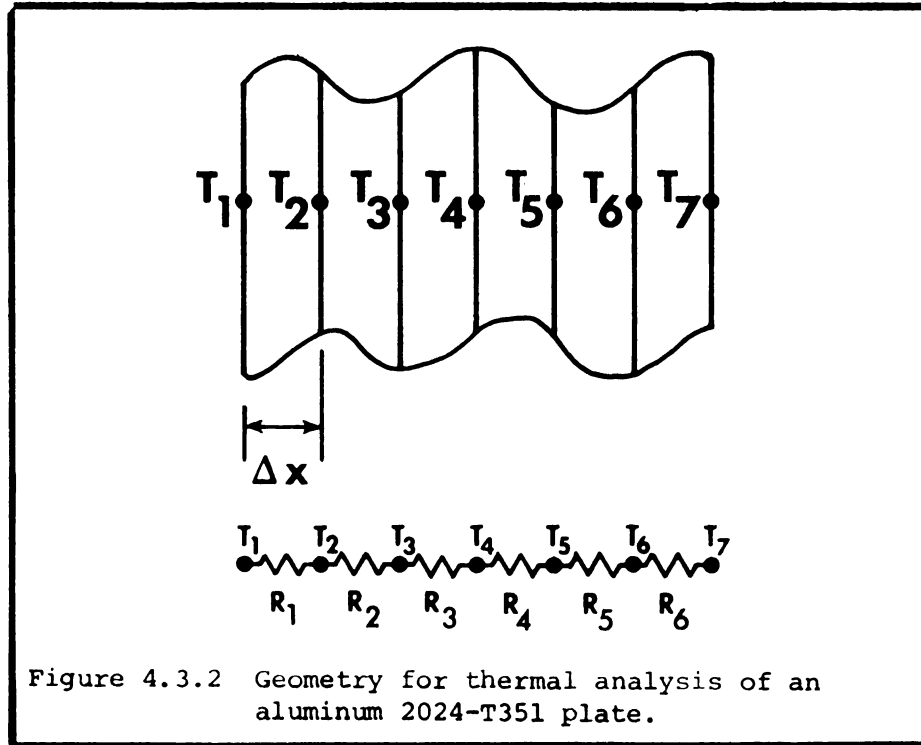 T1 T2 T3 T4 T5 T6 T7
Δx
T1 T2 T3 T4 T5 T6 T7
R1 R2 R3 R4 R5 R6
Figure 4.3.2 Geometry for thermal analysis of an
aluminum 2024-T351 plate.